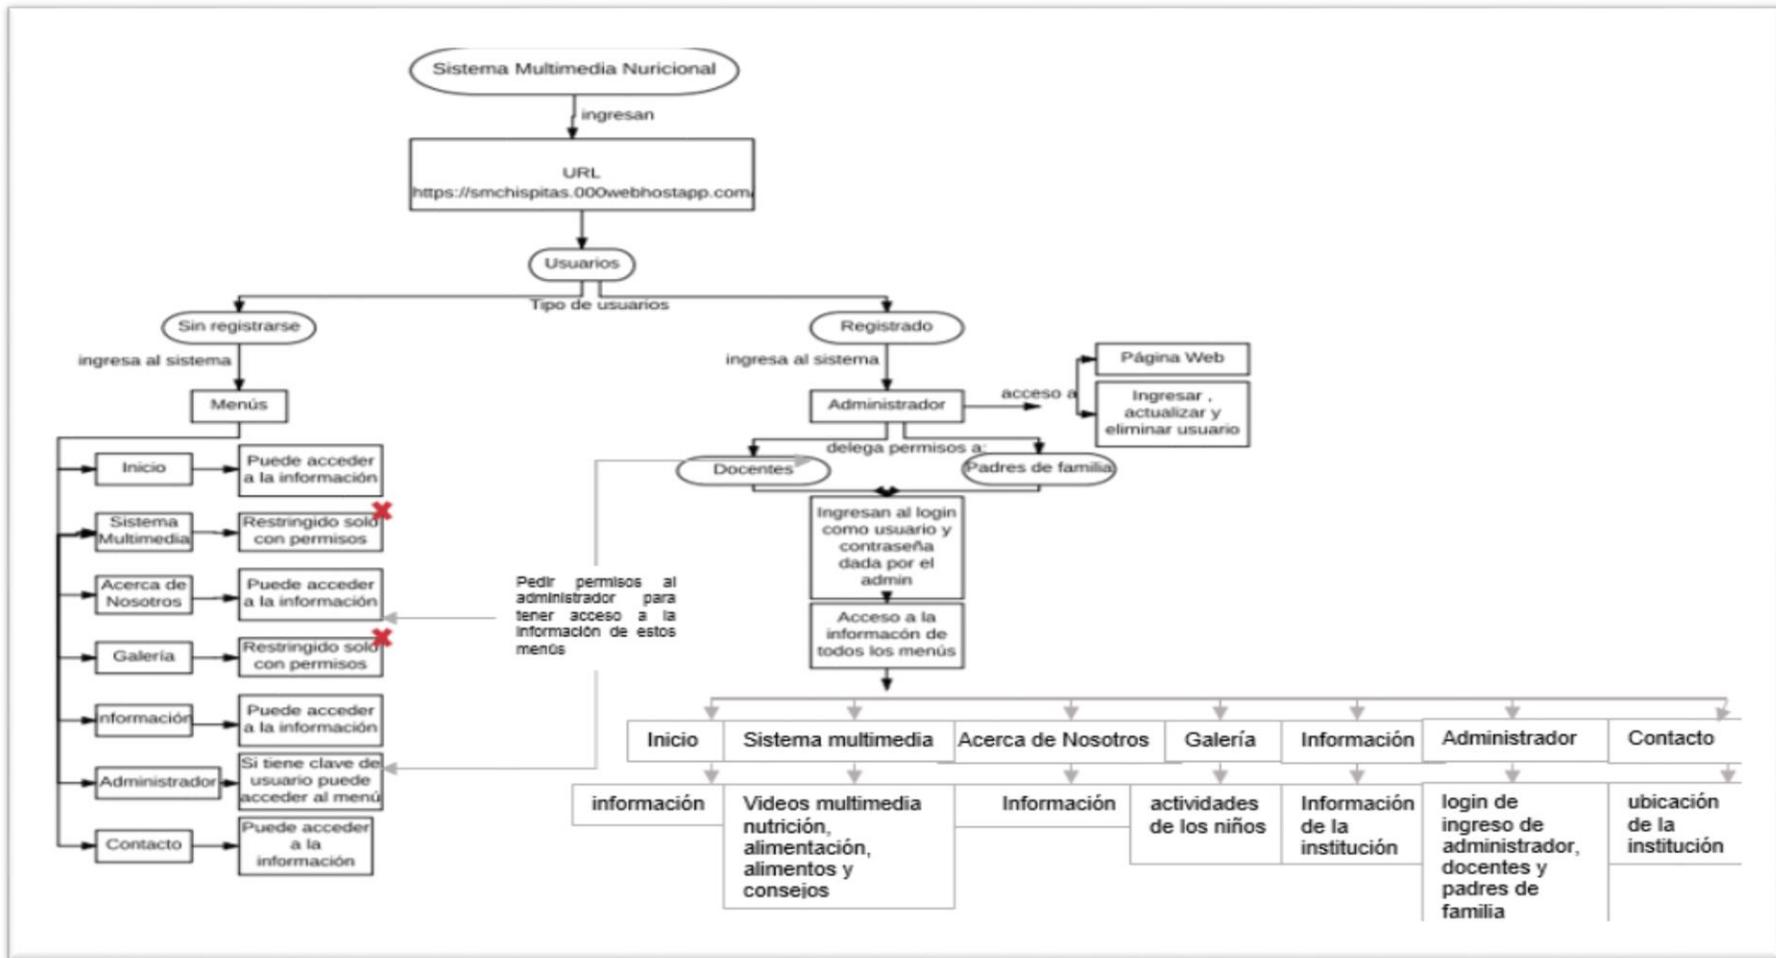 Sistema Multimedia Nuricional
ingresan
URL
https://smchispitas.000webhostapp.com/
Usuarios
Tipo de usuarios
Sin registrarse
Registrado
ingresa al sistema
ingresa al sistema
Menús
Administrador
acceso a
Página Web
Ingresar ,
actualizar y
eliminar usuario
delega permisos a:
Docentes
Padres de familia
Inicio
Puede acceder
a la información
Sistema
Multimedia
Restringido solo
con permisos
Acerca de
Nosotros
Puede acceder
a la información
Galería
Restringido solo
con permisos
nformación
Puede acceder
a la información
Administrador
Si tiene clave de
usuario puede
acceder al menú
Contacto
Puede acceder
a la
información
Pedir permisos al
administrador para
tener acceso a la
información de estos
menús
Ingresan al login
como usuario y
contraseña
dada por el
admin
Acceso a la
informacón de
todos los menús
Inicio
Sistema multimedia
Acerca de Nosotros
Galería
Información
Administrador
Contacto
información
Videos multimedia
nutrición,
alimentación,
alimentos y
consejos
Información
actividades
de los niños
Información
de la
institución
login de
ingreso de
administrador,
docentes y
padres de
familia
ubicación
de la
institución